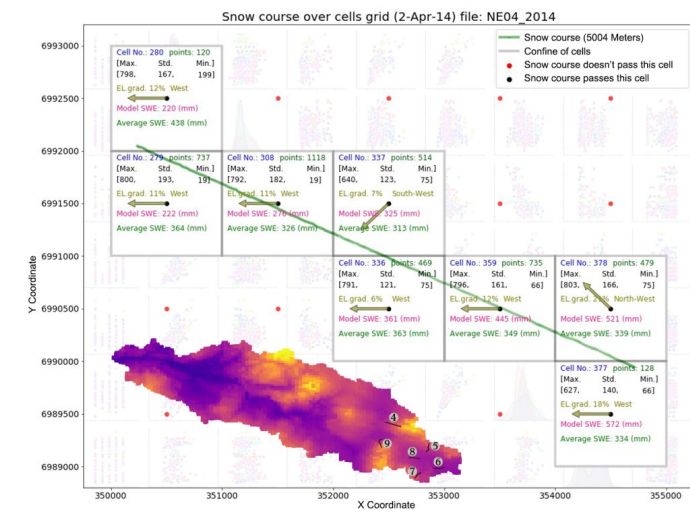 Snow course over cells grid (2-Apr-14) file: NE04_2014
Snow course (5004 Meters)
Confine of cells
Snow course doesn't pass this cell
Snow course passes this cell
Y Coordinate
6993000
6992500
6992000
6991500
6991000
6990500
6990000
6989500
6989000
Cell No.: 280 points: 120
[Max. Std. Min.]
[798, 167, 199]
EL grad. 12% West
Model SWE: 220 (mm)
Average SWE: 438 (mm)
Cell No.: 279 points: 737
[Max. Std. Min.]
[800, 193, 19]
EL grad. 11% West
Model SWE: 222 (mm)
Average SWE: 364 (mm)
Cell No.: 308 points: 1118
[Max. Std. Min.]
[792, 182, 19]
EL grad. 11% West
Model SWE: 276 (mm)
Average SWE: 326 (mm)
Cell No.: 337 points: 514
[Max. Std. Min.]
[640, 123, 75]
EL grad. 7% South-West
Model SWE: 325 (mm)
Average SWE: 313 (mm)
Cell No.: 336 points: 469
[Max. Std. Min.]
[791, 121, 75]
EL grad. 6% West
Model SWE: 361 (mm)
Average SWE: 363 (mm)
Cell No.: 359 points: 735
[Max. Std. Min.]
[796, 161, 66]
EL grad. 12% West
Model SWE: 445 (mm)
Average SWE: 349 (mm)
Cell No.: 378 points: 479
[Max. Std. Min.]
[803, 166, 75]
EL grad. North-West
Model SWE: 521 (mm)
Average SWE: 339 (mm)
Cell No.: 377 points: 128
[Max. Std. Min.]
[627, 140, 66]
EL grad. 18% West
Model SWE: 572 (mm)
Average SWE: 334 (mm)
4
9
5
8
6
7
350000 351000 352000 353000 354000 355000
X Coordinate